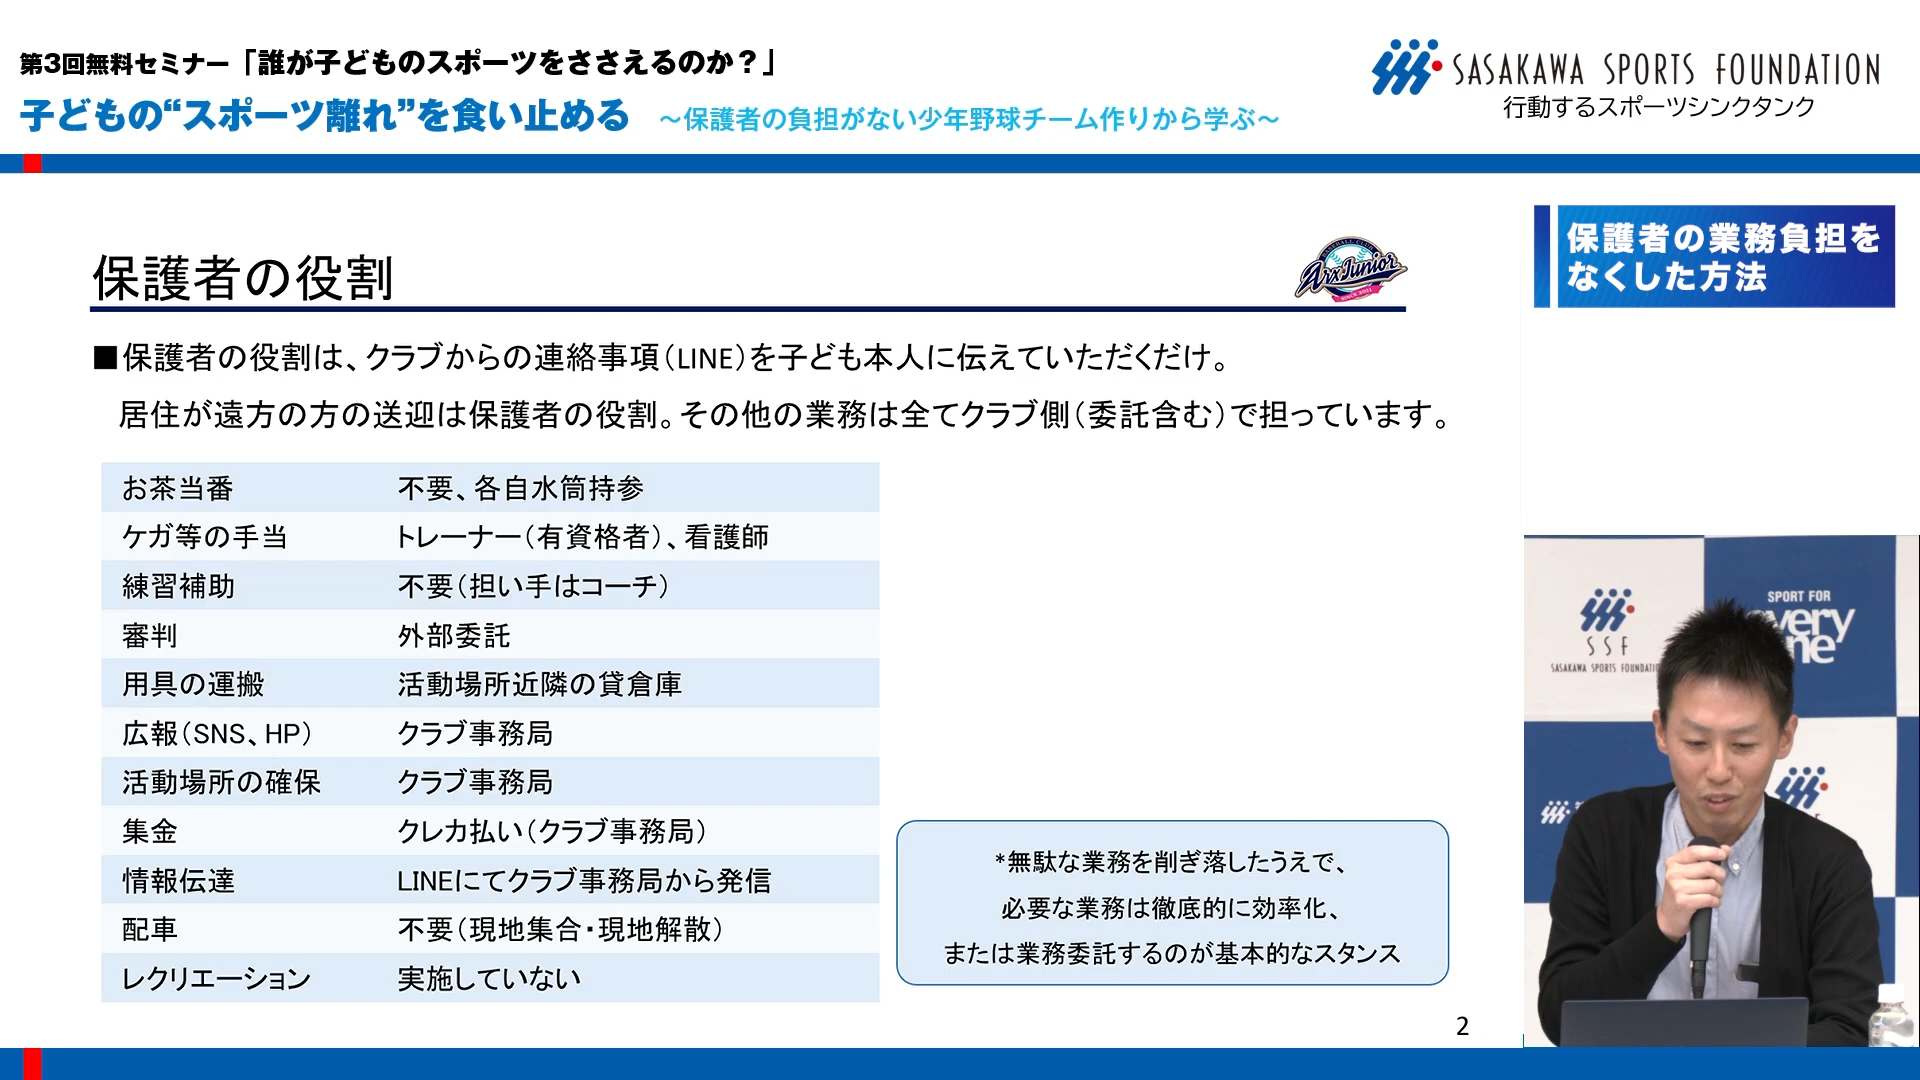 第3回無料セミナー「誰が子どものスポーツをささえるのか？」
子どもの“スポーツ離れ”を食い止める ～保護者の負担がない少年野球チーム作りから学ぶ～
SASAKAWA SPORTS FOUNDATION
行動するスポーツシンクタンク
保護者の業務負担を
なくした方法
保護者の役割
BASEBALL CLUB
Arx Junior
SINCE 2021
■保護者の役割は、クラブからの連絡事項（LINE）を子ども本人に伝えていただくだけ。
居住が遠方の方の送迎は保護者の役割。その他の業務は全てクラブ側（委託含む）で担っています。
お茶当番 不要、各自水筒持参
ケガ等の手当 トレーナー（有資格者）、看護師
練習補助 不要（担い手はコーチ）
審判 外部委託
用具の運搬 活動場所近隣の貸倉庫
広報（SNS、HP） クラブ事務局
活動場所の確保 クラブ事務局
集金 クレカ払い（クラブ事務局）
情報伝達 LINEにてクラブ事務局から発信
配車 不要（現地集合・現地解散）
レクリエーション 実施していない
*無駄な業務を削ぎ落したうえで、
必要な業務は徹底的に効率化、
または業務委託するのが基本的なスタンス
2
SSF
SASAKAWA SPORTS FOUNDATI
SPORT FOR
very
ne